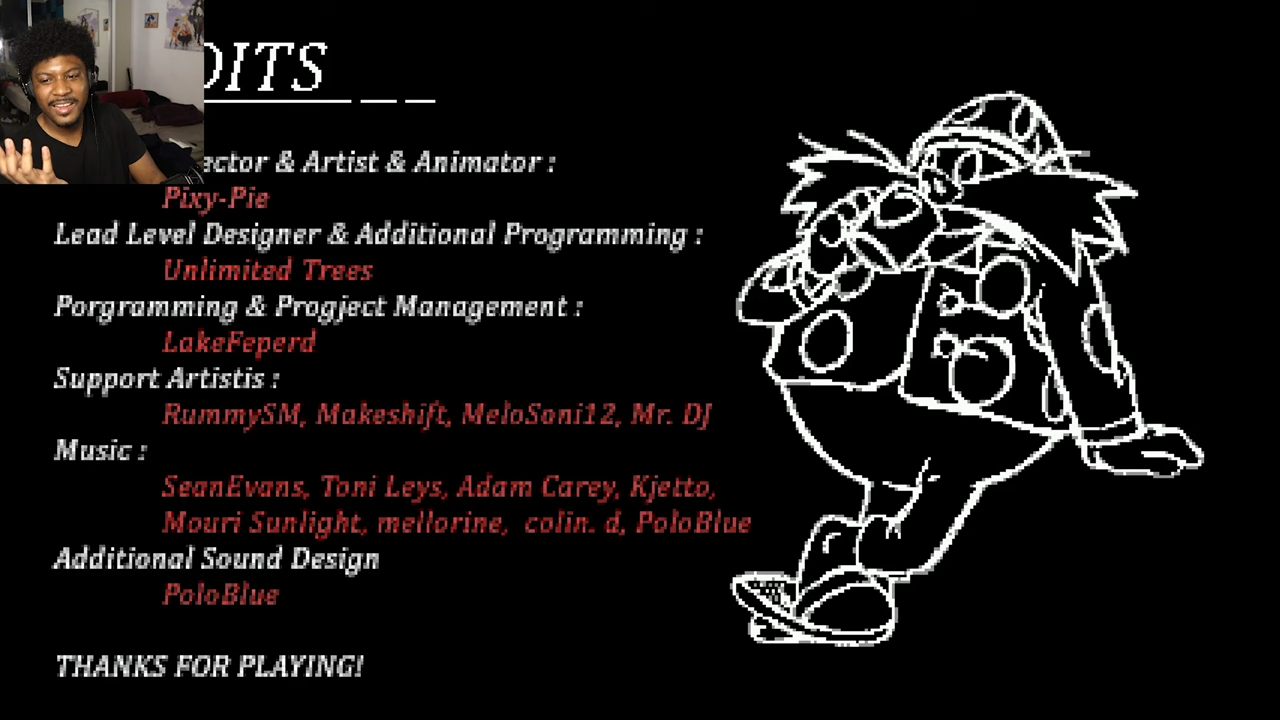 DITS
ector & Artist & Animator :
Pixy-Pie
Lead Level Designer & Additional Programming :
Unlimited Trees
Porgramming & Progject Management :
LakeFeperd
Support Artistis :
RummySM, Makeshift, MeloSoni12, Mr. DJ
Music :
SeanEvans, Toni Leys, Adam Carey, Kjetto,
Mouri Sunlight, mellorine, colin. d, PoloBlue
Additional Sound Design
PoloBlue
THANKS FOR PLAYING!